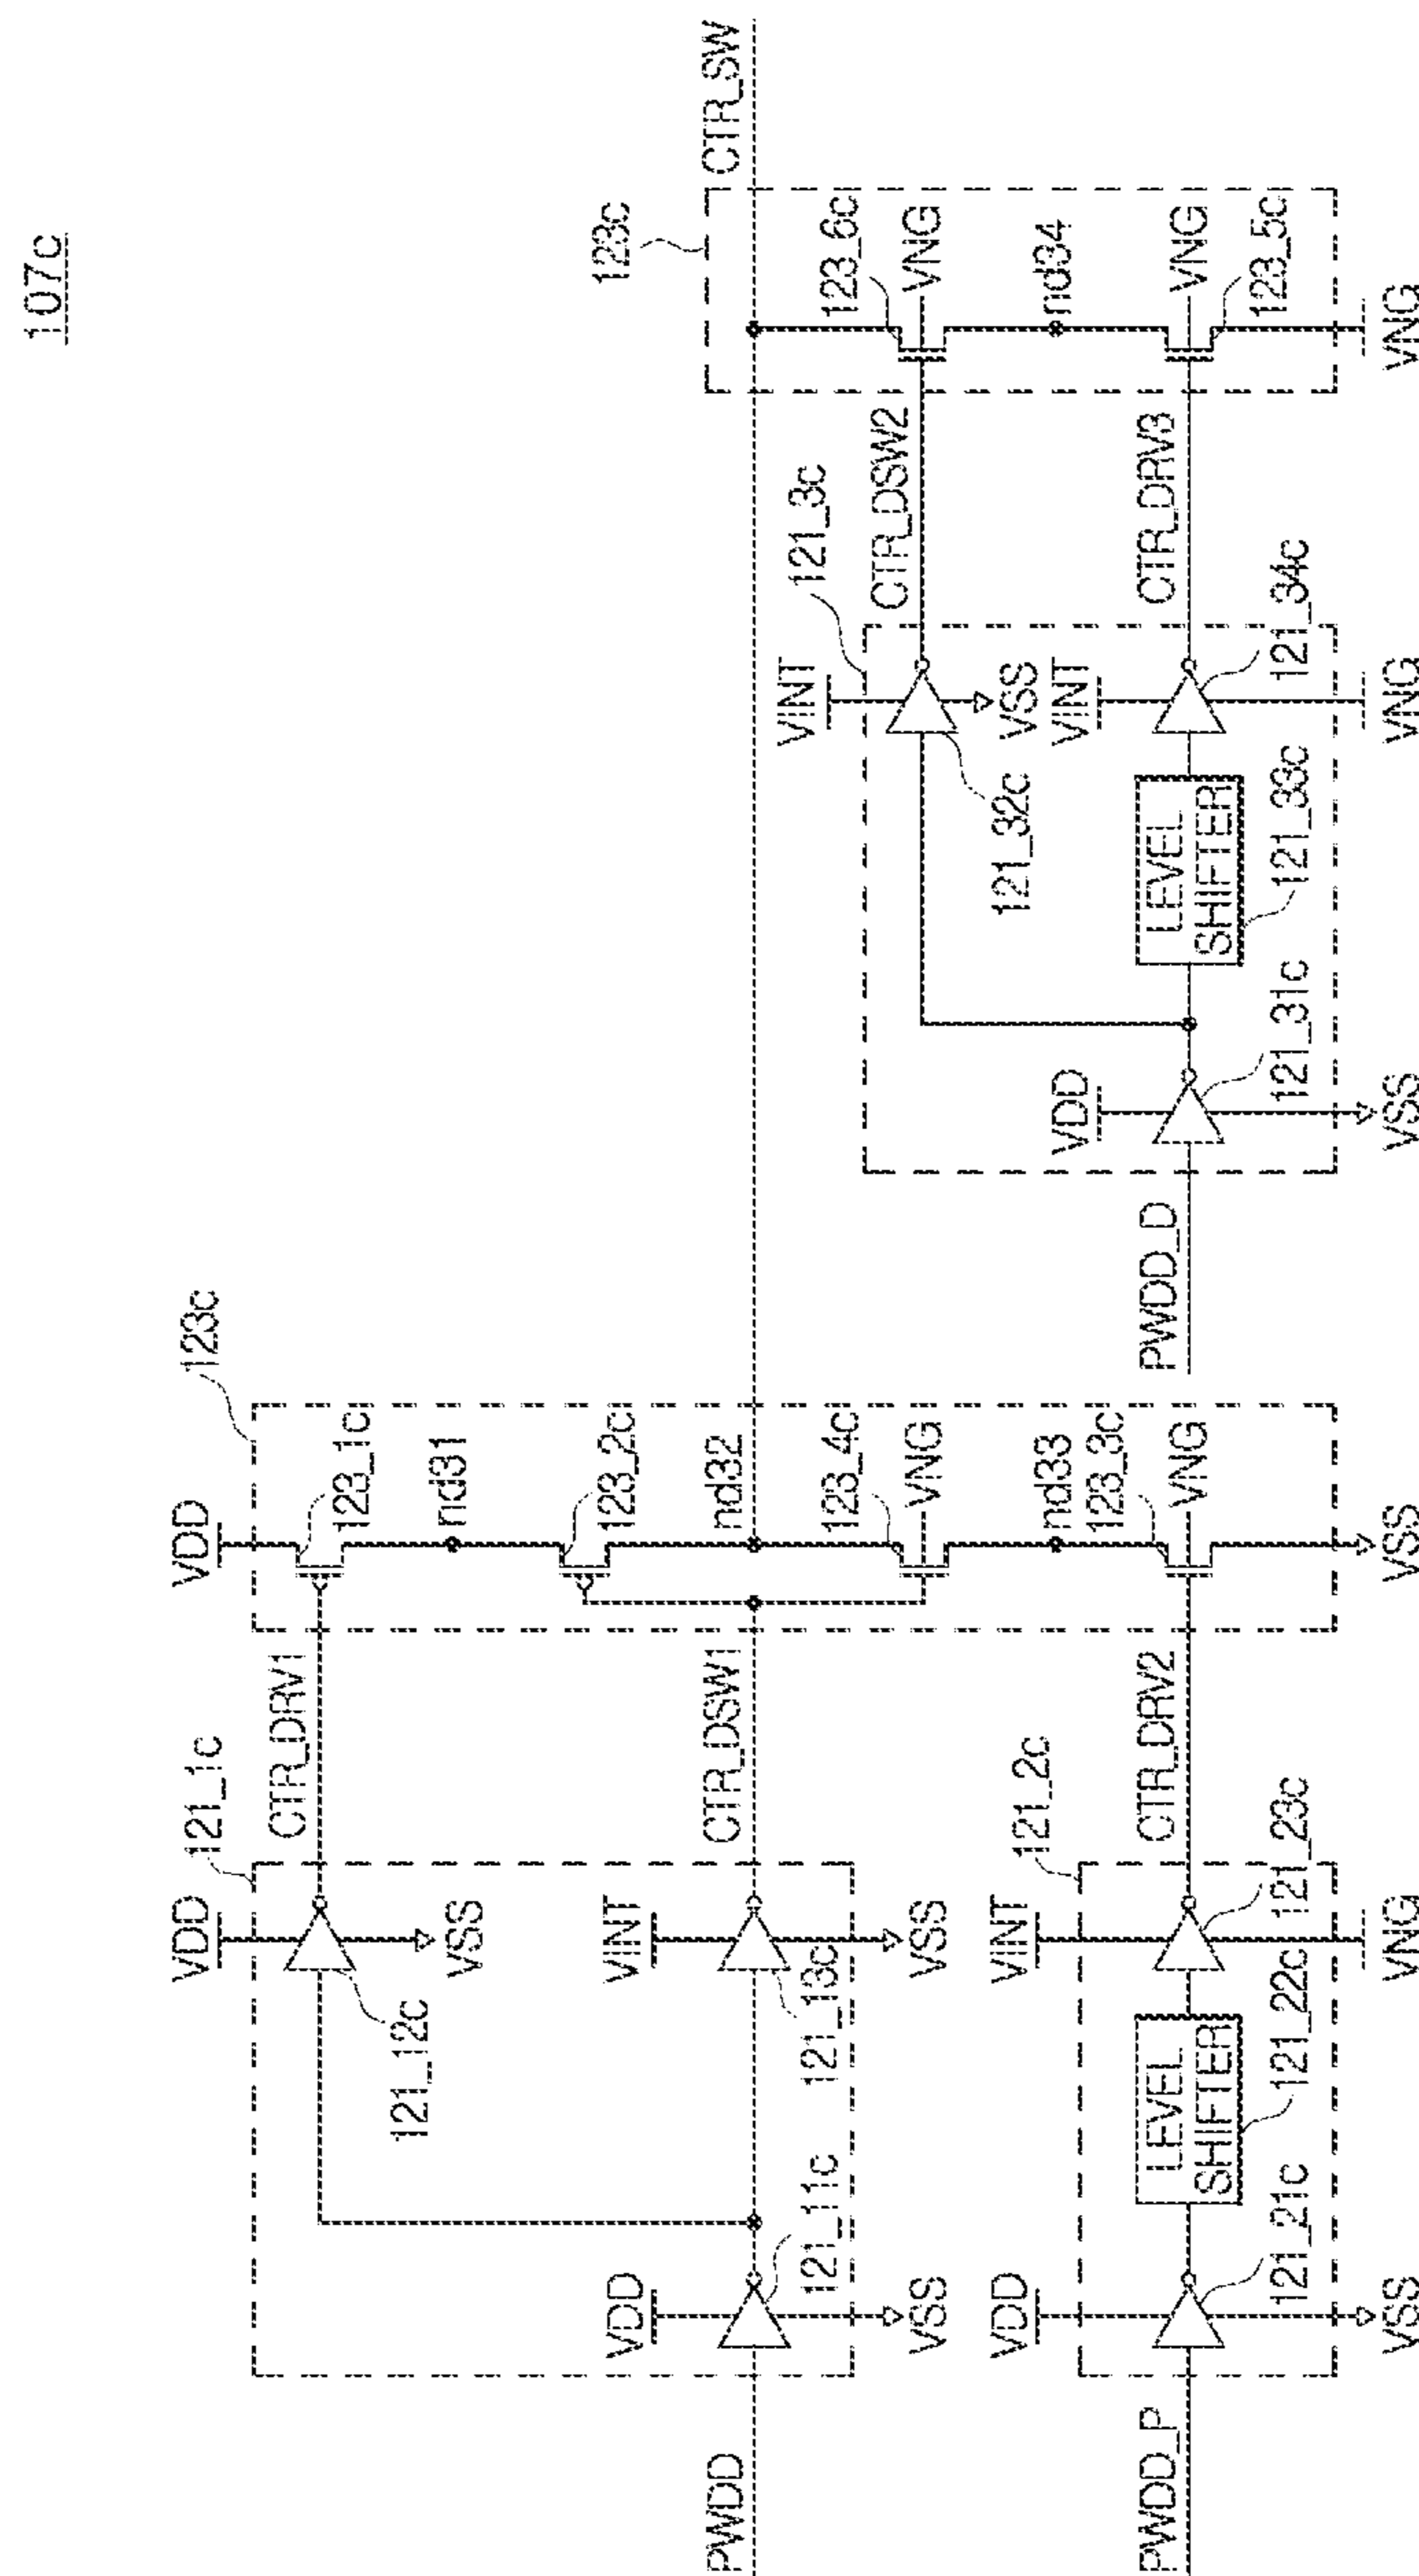 107c
VDD
121_1c
VDD
123c
CTR_DRV1
123_1c
121_12c
VSS
nd31
VDD
VINT
123_2c
PWDD
CTR_DSW1
nd32
CTR_SW
121_11c
121_13c
123_4c
VNG
VSS
VSS
VDD
VINT
121_2c
nd33
123_3c
PWDD_P
LEVEL
SHIFTER
CTR_DRV2
VNG
121_21c
121_22c
121_23c
VSS
VNG
VSS
123c
VINT
121_3c
123_6c
CTR_DSW2
VNG
121_32c
VSS
VDD
VINT
nd34
PWDD_D
LEVEL
SHIFTER
CTR_DRV3
VNG
121_31c
121_33c
121_34c
123_5c
VSS
VNG
VNG